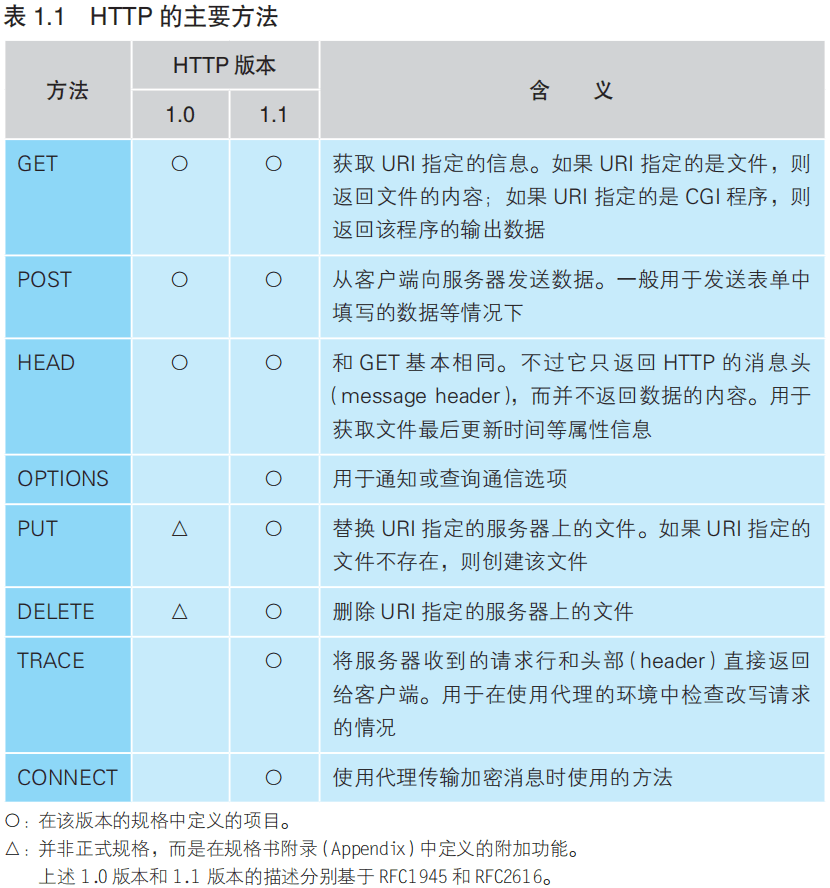 表 1.1 HTTP 的主要方法
方法 HTTP 版本 含 义
1.0 1.1
GET ○ ○ 获取 URI 指定的信息。如果 URI 指定的是文件，则
返回文件的内容；如果 URI 指定的是 CGI 程序，则
返回该程序的输出数据
POST ○ ○ 从客户端向服务器发送数据。一般用于发送表单中
填写的数据等情况下
HEAD ○ ○ 和 GET 基本相同。不过它只返回 HTTP 的消息头
（message header），而并不返回数据的内容。用于
获取文件最后更新时间等属性信息
OPTIONS ○ 用于通知或查询通信选项
PUT △ ○ 替换 URI 指定的服务器上的文件。如果 URI 指定的
文件不存在，则创建该文件
DELETE △ ○ 删除 URI 指定的服务器上的文件
TRACE ○ 将服务器收到的请求行和头部（header）直接返回
给客户端。用于在使用代理的环境中检查改写请求
的情况
CONNECT ○ 使用代理传输加密消息时使用的方法
○：在该版本的规格中定义的项目。
△：并非正式规格，而是在规格书附录（Appendix）中定义的附加功能。
上述 1.0 版本和 1.1 版本的描述分别基于 RFC1945 和 RFC2616。